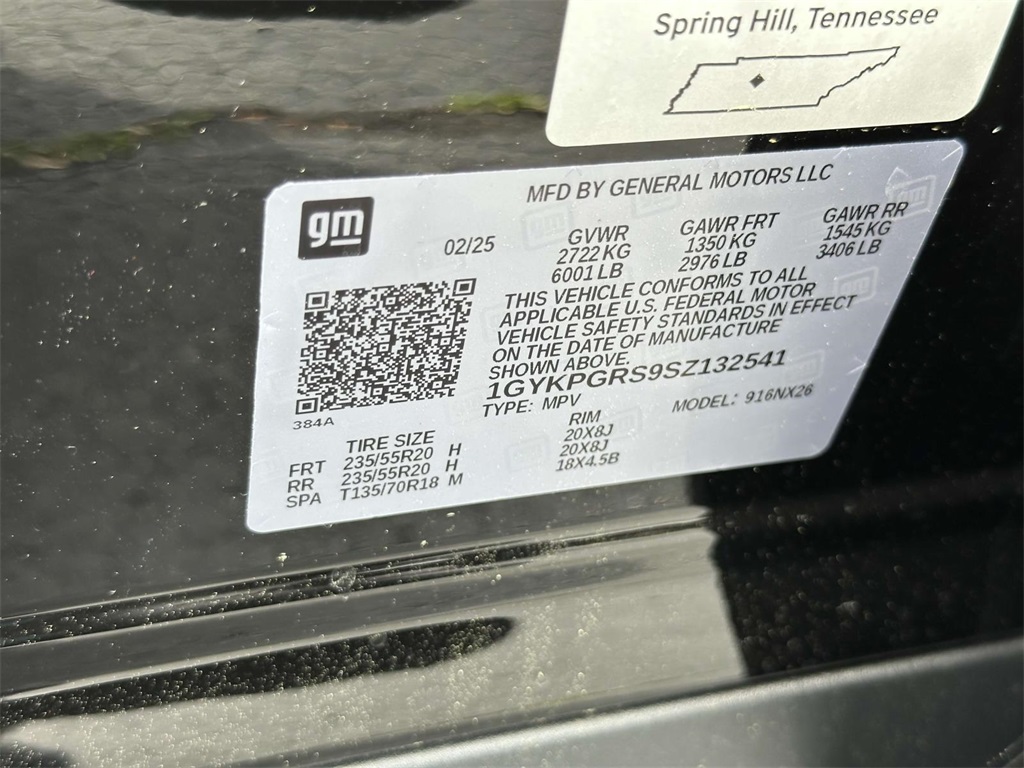 Spring Hill, Tennessee
gm
MFD BY GENERAL MOTORS LLC
02/25
GVWR
2722 KG
6001 LB
GAWR FRT
1350 KG
2976 LB
GAWR RR
1545 KG
3406 LB
THIS VEHICLE CONFORMS TO ALL
APPLICABLE U.S. FEDERAL MOTOR
VEHICLE SAFETY STANDARDS IN EFFECT
ON THE DATE OF MANUFACTURE
SHOWN ABOVE.
1GYKPGRS9SZ132541
TYPE: MPV MODEL: 916NX26
384A
TIRE SIZE RIM
FRT 235/55R20 H 20X8J
RR 235/55R20 H 20X8J
SPA T135/70R18 M 18X4.5B